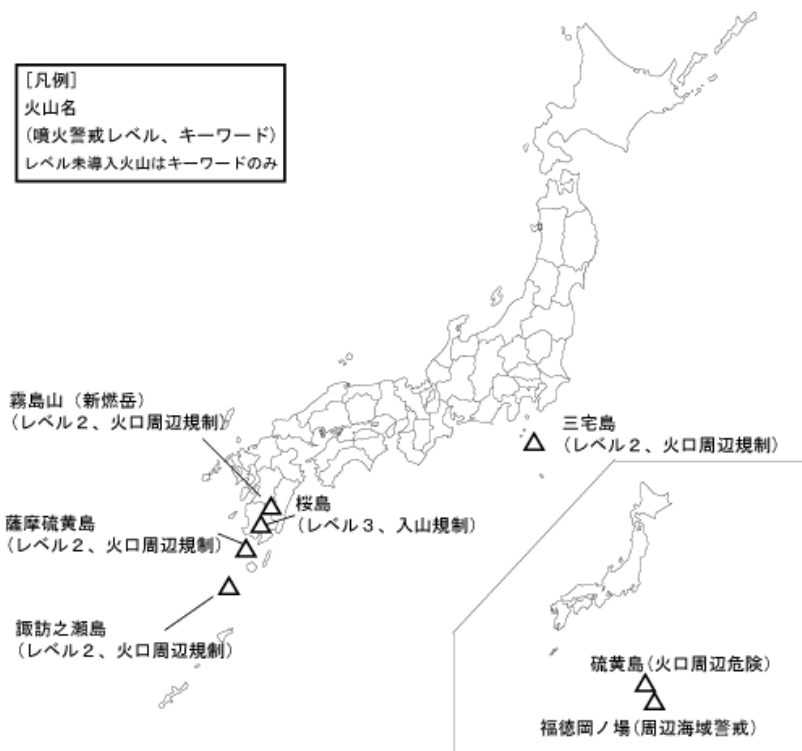 ［凡例］
火山名
（噴火警戒レベル、キーワード）
レベル未導入火山はキーワードのみ
霧島山（新燃岳）
（レベル２、火口周辺規制）
三宅島
（レベル２、火口周辺規制）
桜島
（レベル３、入山規制）
薩摩硫黄島
（レベル２、火口周辺規制）
諏訪之瀬島
（レベル２、火口周辺規制）
硫黄島（火口周辺危険）
福徳岡ノ場（周辺海域警戒）